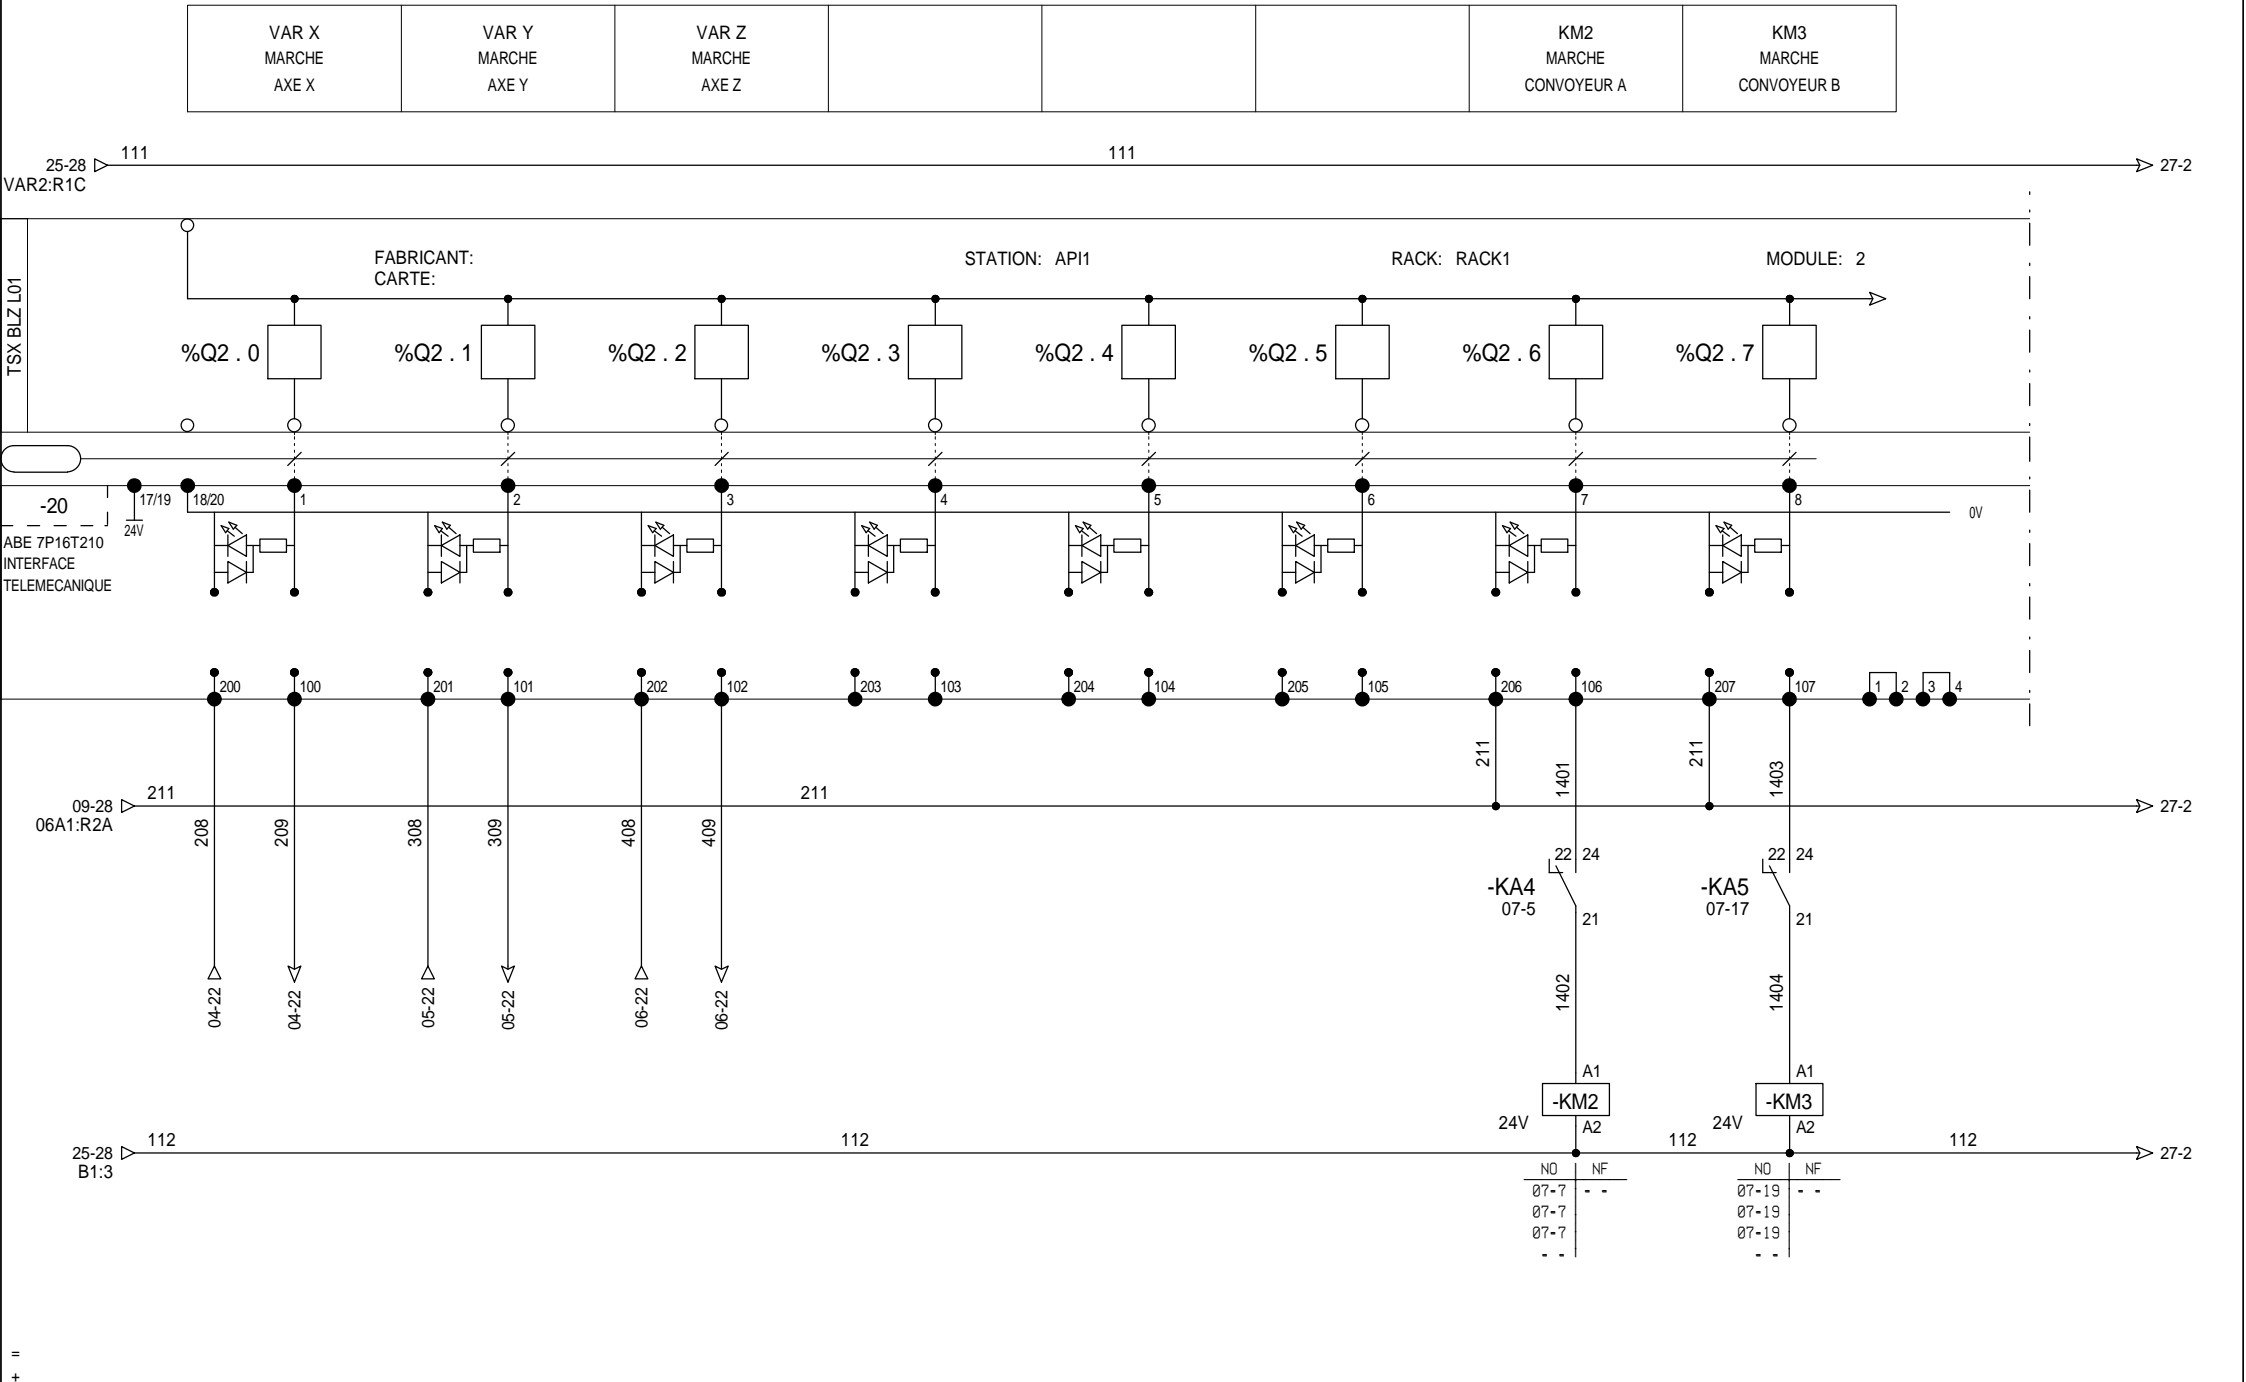 VAR X
MARCHE
AXE X
VAR Y
MARCHE
AXE Y
VAR Z
MARCHE
AXE Z
KM2
MARCHE
CONVOYEUR A
KM3
MARCHE
CONVOYEUR B
111 111
25-28 27-2
VAR2:R1C
TSX BLZ L01
FABRICANT: STATION: API1 RACK: RACK1 MODULE: 2
CARTE:
%Q2 . 0 %Q2 . 1 %Q2 . 2 %Q2 . 3 %Q2 . 4 %Q2 . 5 %Q2 . 6 %Q2 . 7
-20 17/19 18/20 1 2 3 4 5 6 7 8
24V 0V
ABE 7P16T210
INTERFACE
TELEMECANIQUE
200 100 201 101 202 102 203 103 204 104 205 105 206 106 207 107 1 2 3 4
211 1401 211 1403
211 211
09-28 27-2
06A1:R2A
208 209 308 309 408 409
22 24 22 24
-KA4 -KA5
07-5 07-17
21 21
04-22 04-22 05-22 05-22 06-22 06-22 1402 1404
A1 A1
-KM2 -KM3
24V 24V
A2 A2
112 112 112 112
25-28 27-2
B1:3
NO NF NO NF
07-7 - - 07-19 - -
07-7 07-19
07-7 07-19
- - - -
=
+